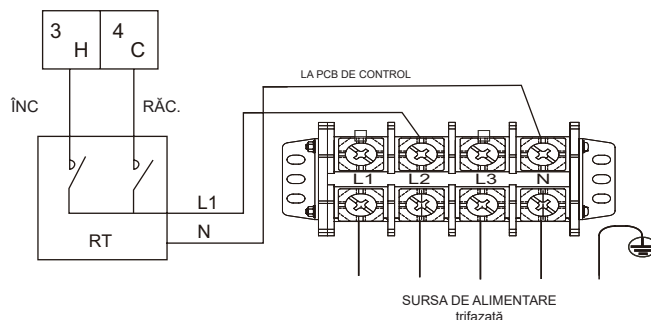 3 4
H C
ÎNC
RĂC.
LA PCB DE CONTROL
L1
N
RT
L1 L2 L3 N
SURSA DE ALIMENTARE
trifazată